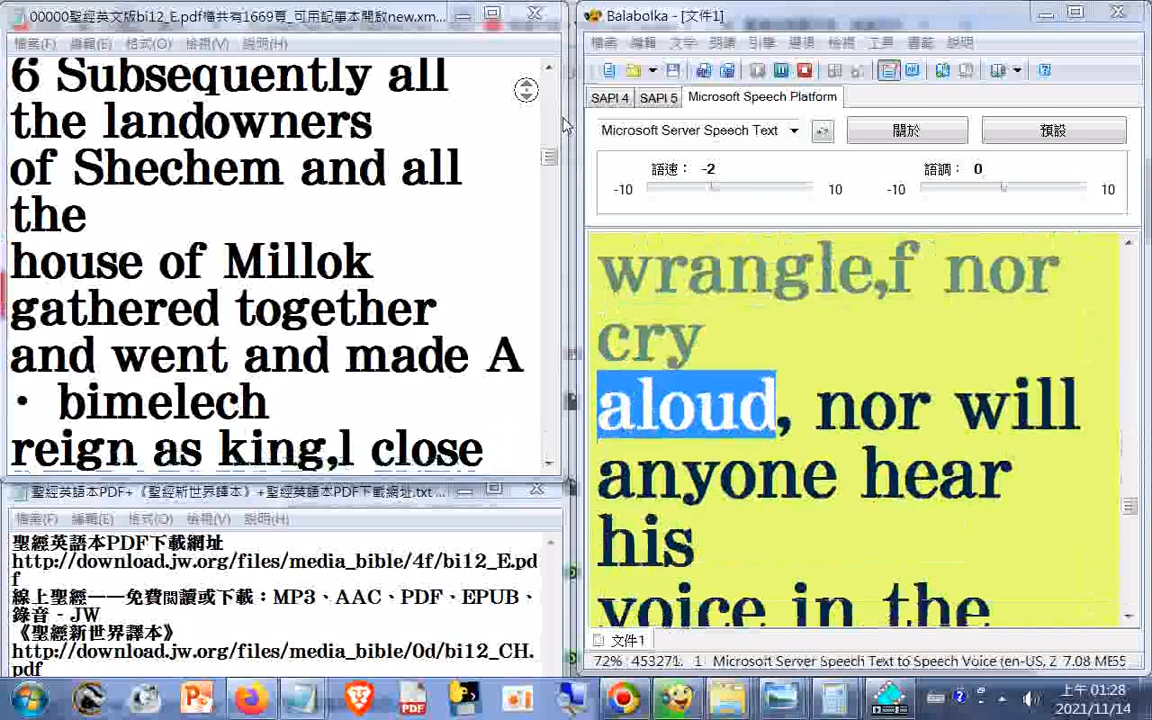 00000聖經英文版bi12_E.pdf檔共有1669頁_可用記事本開啟new.xm...
檔案(F) 編輯(E) 格式(O) 檢視(V) 說明(H)
6 Subsequently all
the landowners
of Shechem and all
the
house of Millok
gathered together
and went and made A
· bimelech
reign as king,l close
聖經英語本PDF+《聖經新世界譯本》+聖經英語本PDF下載網址.txt ...
檔案(F) 編輯(E) 格式(O) 檢視(V) 說明(H)
聖經英語本PDF下載網址
http://download.jw.org/files/media_bible/4f/bi12_E.pd
f
線上聖經——免費閱讀或下載：MP3、AAC、PDF、EPUB、
錄音 - JW
《聖經新世界譯本》
http://download.jw.org/files/media_bible/0d/bi12_CH.
pdf
Balabolka - [文件1]
檔案 編輯 文字 朗讀 引擎 選項 檢視 工具 書籤 說明
SAPI 4 SAPI 5 Microsoft Speech Platform
Microsoft Server Speech Text 關於 預設
語速： -2 語調： 0
-10 10 -10 10
wrangle,f nor
cry
aloud, nor will
anyone hear
his
voice in the
文件1
72% 453271. 1 Microsoft Server Speech Text to Speech Voice (en-US, Z 7.08 ME55
PDF
上午 01:28
2021/11/14